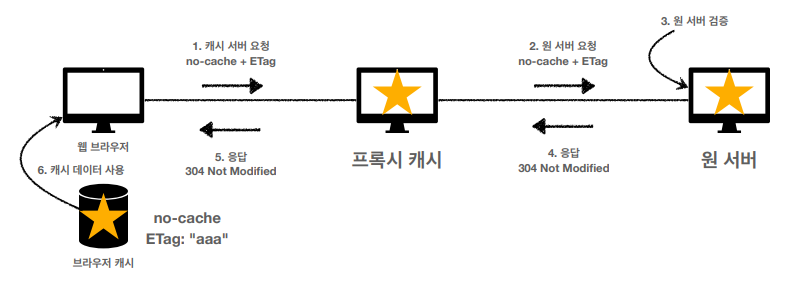 3. 원 서버 검증
1. 캐시 서버 요청
no-cache + ETag
2. 원 서버 요청
no-cache + ETag
웹 브라우저
5. 응답
304 Not Modified
프록시 캐시
4. 응답
304 Not Modified
원 서버
6. 캐시 데이터 사용
no-cache
ETag: "aaa"
브라우저 캐시